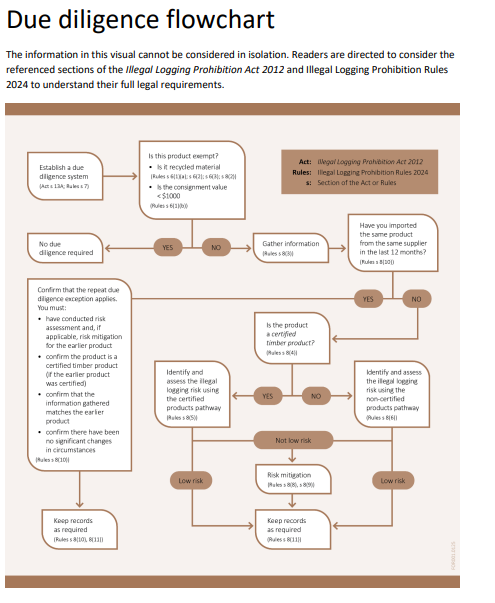 Due diligence flowchart
The information in this visual cannot be considered in isolation. Readers are directed to consider the
referenced sections of the Illegal Logging Prohibition Act 2012 and Illegal Logging Prohibition Rules
2024 to understand their full legal requirements.
Establish a due
diligence system
(Act s 13A; Rules s 7)
Is this product exempt?
• Is it recycled material
(Rules s 6(1)(a); s 6(2); s 6(3); s 8(2))
• Is the consignment value
< $1000
(Rules s 6(1)(b))
Act: Illegal Logging Prohibition Act 2012
Rules: Illegal Logging Prohibition Rules 2024
s: Section of the Act or Rules
No due
diligence required
YES
NO
Gather information
(Rules s 8(3))
Have you imported
the same product
from the same supplier
in the last 12 months?
(Rules s 8(10))
YES
NO
Confirm that the repeat due
diligence exception applies.
You must:
• have conducted risk
assessment and, if
applicable, risk mitigation
for the earlier product
• confirm the product is a
certified timber product
(if the earlier product
was certified)
• confirm that the
information gathered
matches the earlier
product
• confirm there have been
no significant changes
in circumstances
(Rules s 8(10))
Is the product
a certified
timber product?
(Rules s 8(4))
Identify and
assess the illegal
logging risk using
the certified
products pathway
(Rules s 8(5))
YES
NO
Identify and assess
the illegal logging
risk using the
non-certified
products pathway
(Rules s 8(6))
Not low risk
Low risk
Risk mitigation
(Rules s 8(8), s 8(9))
Low risk
Keep records
as required
(Rules s 8(10), 8(11))
Keep records
as required
(Rules s 8(11))